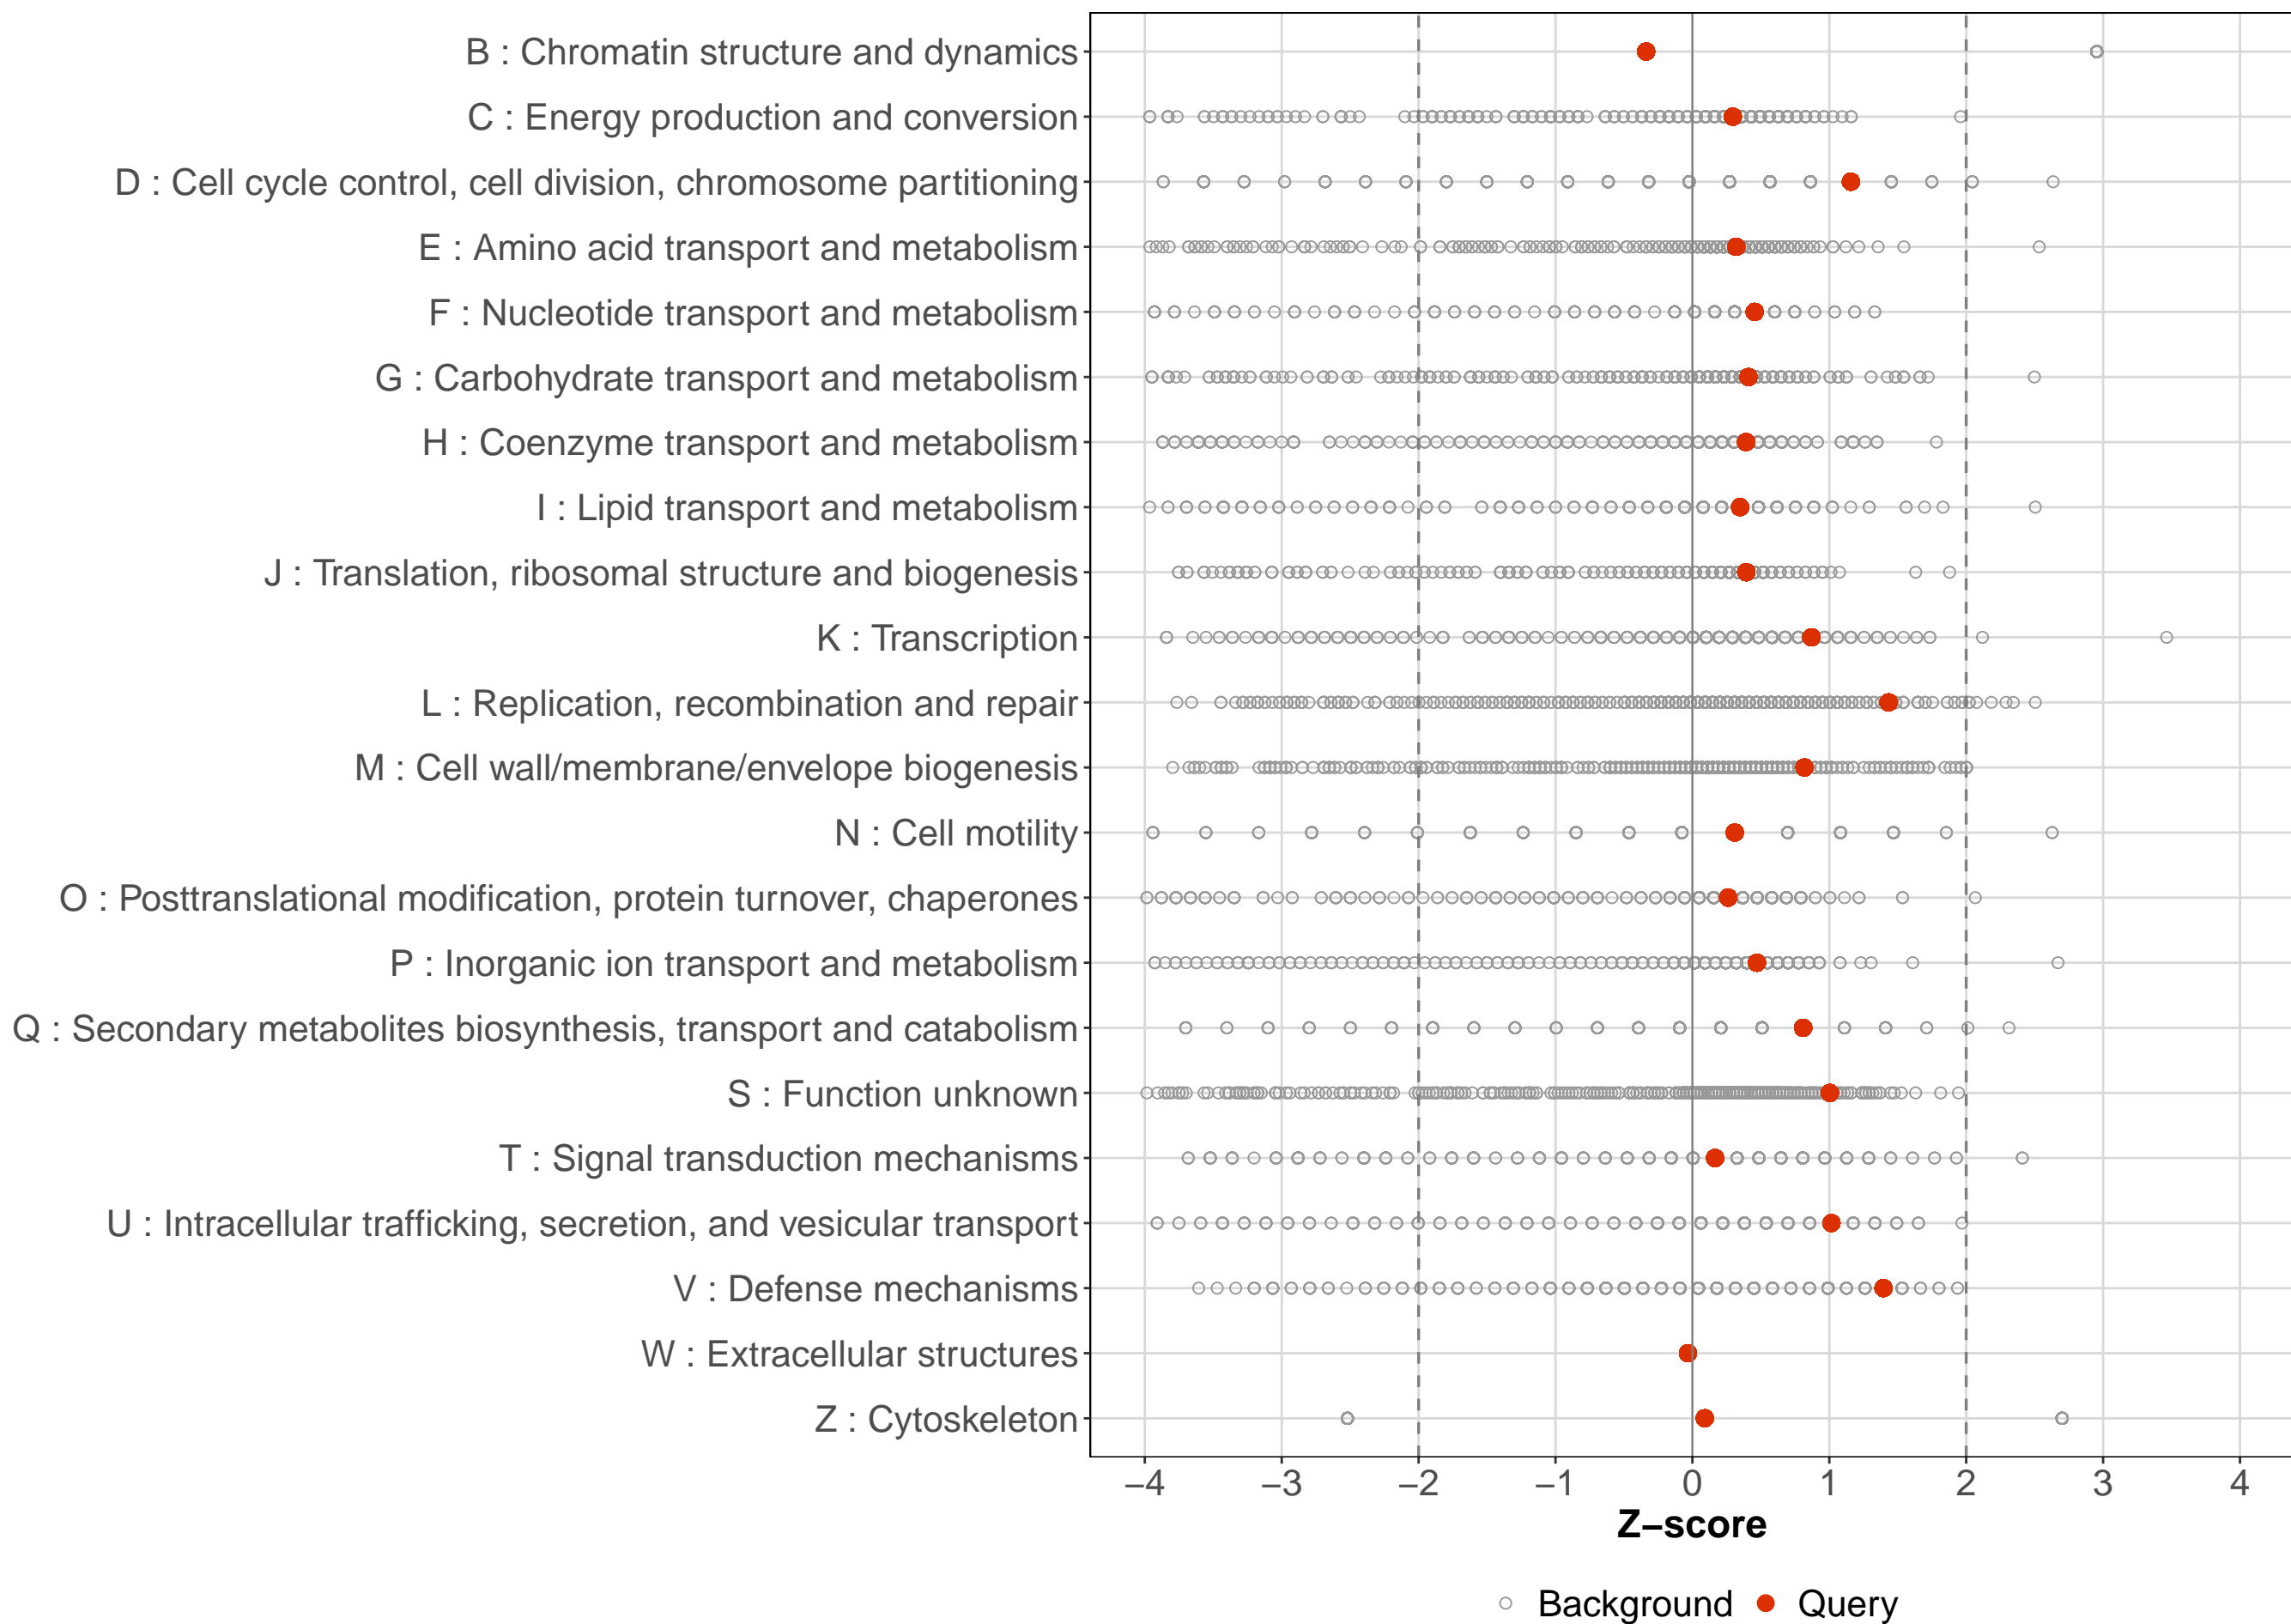 B : Chromatin structure and dynamics
C : Energy production and conversion
D : Cell cycle control, cell division, chromosome partitioning
E : Amino acid transport and metabolism
F : Nucleotide transport and metabolism
G : Carbohydrate transport and metabolism
H : Coenzyme transport and metabolism
I : Lipid transport and metabolism
J : Translation, ribosomal structure and biogenesis
K : Transcription
L : Replication, recombination and repair
M : Cell wall/membrane/envelope biogenesis
N : Cell motility
O : Posttranslational modification, protein turnover, chaperones
P : Inorganic ion transport and metabolism
Q : Secondary metabolites biosynthesis, transport and catabolism
S : Function unknown
T : Signal transduction mechanisms
U : Intracellular trafficking, secretion, and vesicular transport
V : Defense mechanisms
W : Extracellular structures
Z : Cytoskeleton
−4 −3 −2 −1 0 1 2 3 4
Z−score
Background Query